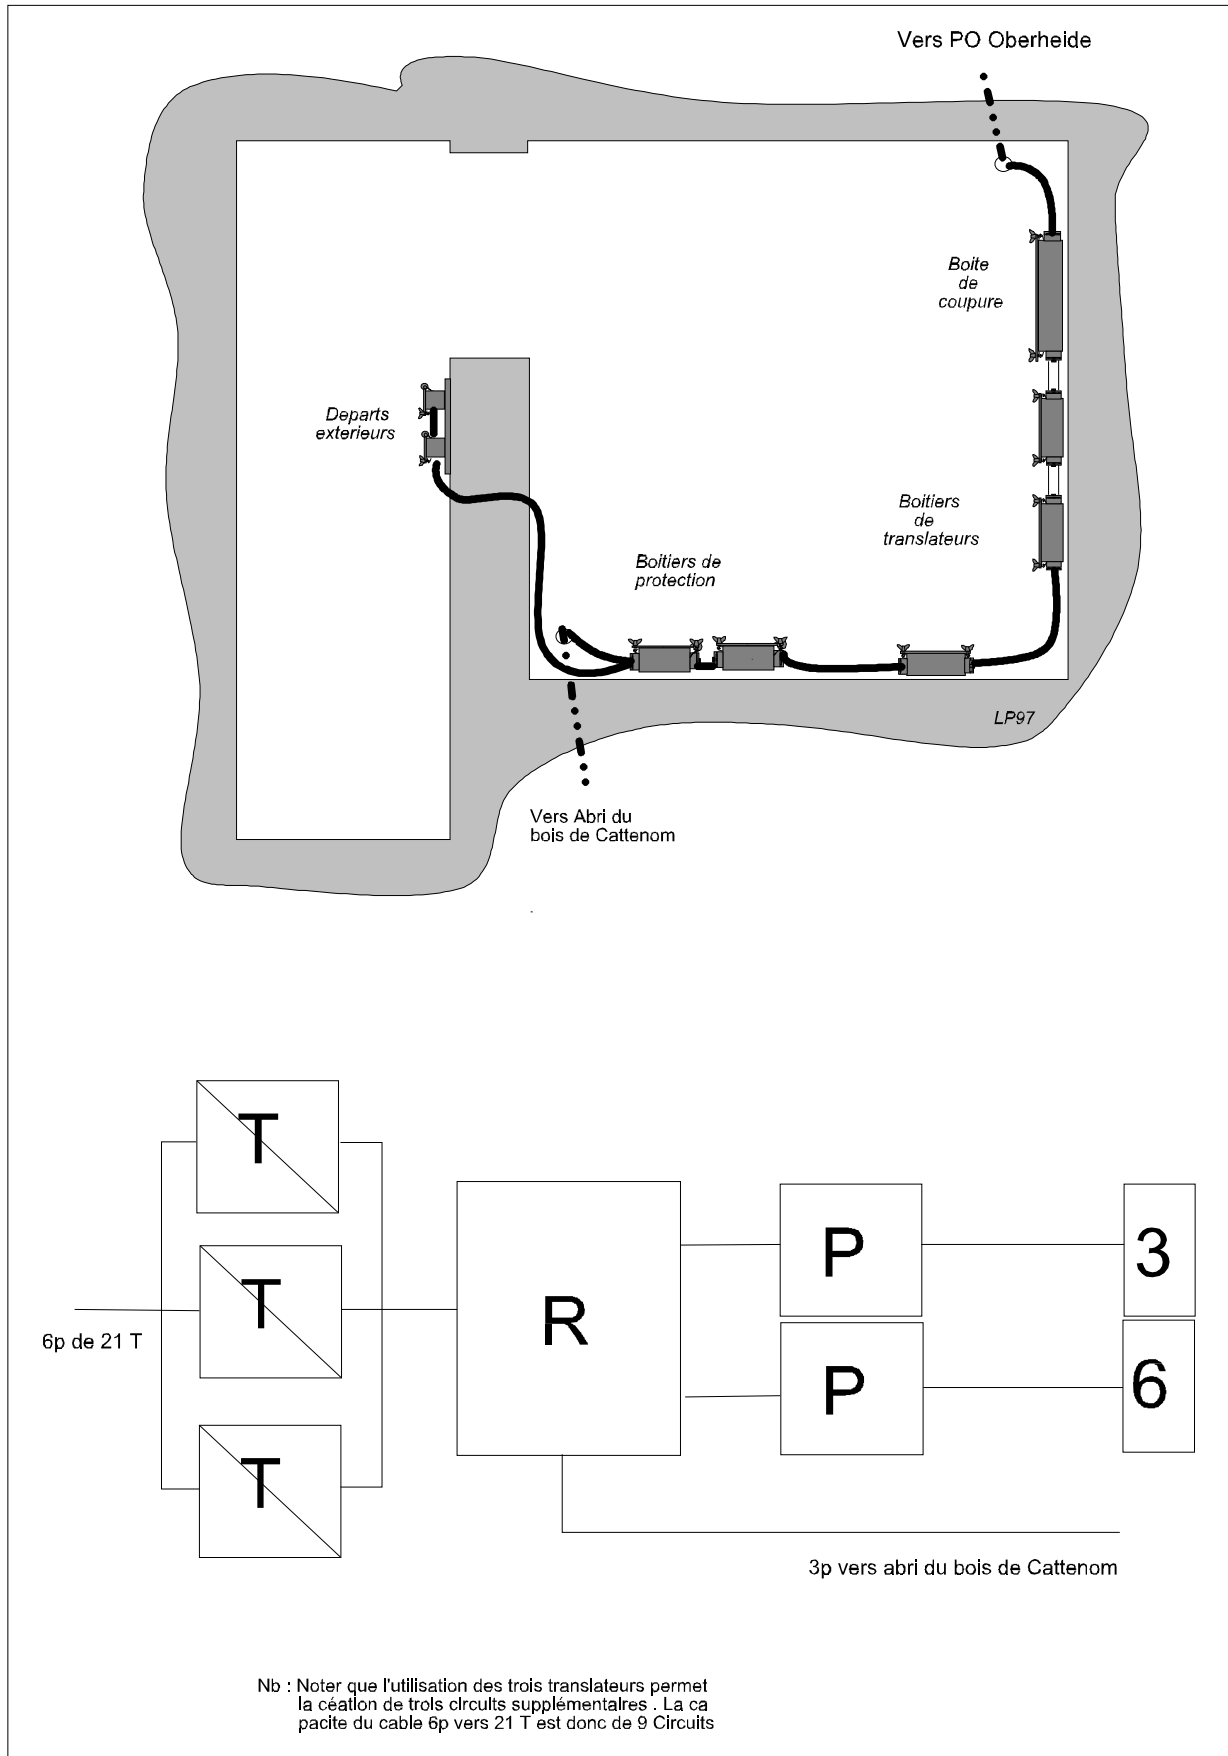 Vers PO Oberheide
Boite
de
coupure
Departs
exterieurs
Boitiers
de
translateurs
Boitiers de
protection
LP97
Vers Abri du
bois de Cattenom
T
T
T
R
P
P
3
6
6p de 21 T
3p vers abri du bois de Cattenom
Nb : Noter que l'utilisation des trois translateurs permet
la céation de trois circuits supplémentaires . La ca
pacite du cable 6p vers 21 T est donc de 9 Circuits